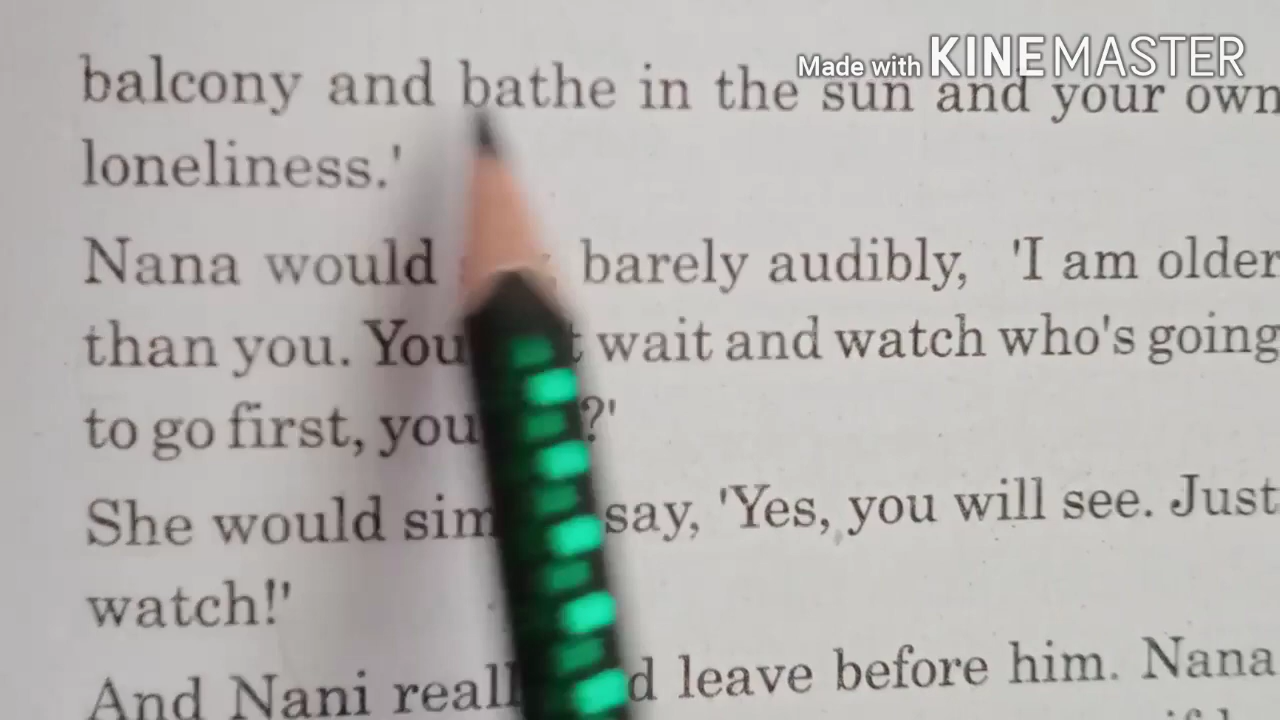 Made with KINEMASTER
balcony and bathe in the sun and your own
loneliness.'
Nana would barely audibly, 'I am older
than you. You wait and watch who's going
to go first, you ?'
She would say, 'Yes, you will see. Just
watch!'
And Nani leave before him. Nana